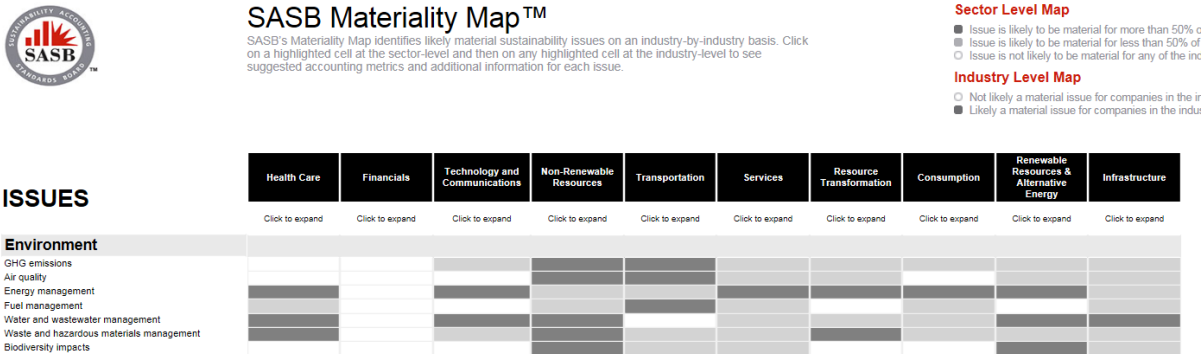 SUSTAINABILITY ACCOUNTING
SASB
STANDARDS BOARD
TM
SASB Materiality Map™
SASB's Materiality Map identifies likely material sustainability issues on an industry-by-industry basis. Click
on a highlighted cell at the sector-level and then on any highlighted cell at the industry-level to see
suggested accounting metrics and additional information for each issue.
Sector Level Map
Issue is likely to be material for more than 50% o
Issue is likely to be material for less than 50% of
Issue is not likely to be material for any of the in
Industry Level Map
Not likely a material issue for companies in the i
Likely a material issue for companies in the indu
ISSUES
Health Care
Financials
Technology and
Communications
Non-Renewable
Resources
Transportation
Services
Resource
Transformation
Consumption
Renewable
Resources &
Alternative
Energy
Infrastructure
Click to expand
Click to expand
Click to expand
Click to expand
Click to expand
Click to expand
Click to expand
Click to expand
Click to expand
Click to expand
Environment
GHG emissions
Air quality
Energy management
Fuel management
Water and wastewater management
Waste and hazardous materials management
Biodiversity impacts